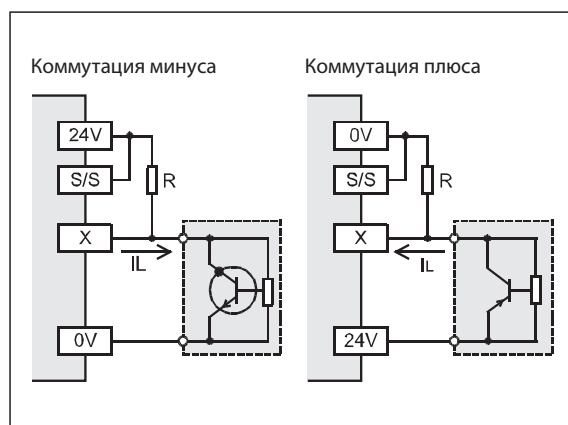 Коммутация минуса
24V
S/S
R
X
IL
0V
Коммутация плюса
0V
S/S
R
X
IL
24V